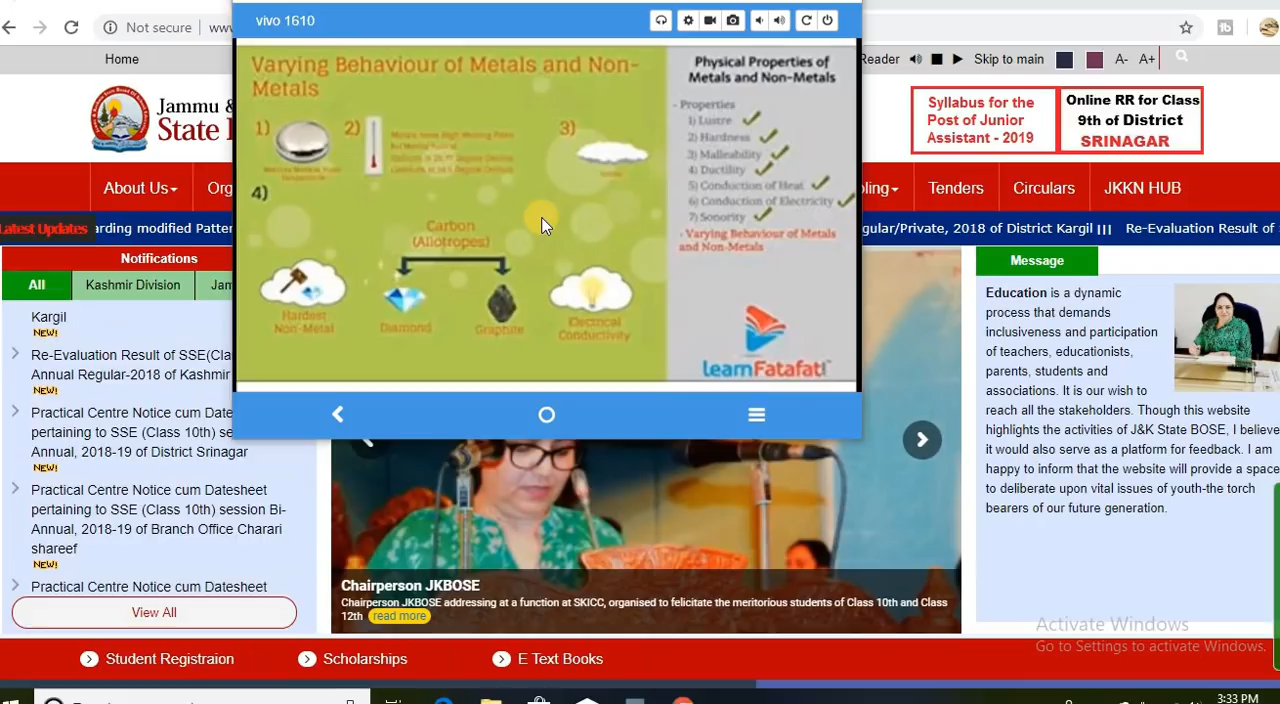 vivo 1610
Not secure
www
Home
Reader
Skip to main
A-
A+
Jammu &
State
Syllabus for the
Post of Junior
Assistant - 2019
Online RR for Class
9th of District
SRINAGAR
About Us
Org
pling
Tenders
Circulars
JKKN HUB
Latest Updates
arding modified Patter
gular/Private, 2018 of District Kargil III
Re-Evaluation Result of
Varying Behaviour of Metals and Non-
Metals
1)
2)
3)
4)
Carbon
(Allotropes)
Hardest
Non-Metal
Diamond
Graphite
Electrical
Conductivity
Physical Properties of
Metals and Non-Metals
- Properties
1) Lustre
2) Hardness
3) Malleability
4) Ductility
5) Conduction of Heat
6) Conduction of Electricity
7) Sonority
- Varying Behaviour of Metals
and Non-Metals
learnFatafat!
Notifications
All
Kashmir Division
Jam
Kargil
NEW!
Re-Evaluation Result of SSE(Cla
Annual Regular-2018 of Kashmir
NEW!
Practical Centre Notice cum Date
pertaining to SSE (Class 10th) se
Annual, 2018-19 of District Srinagar
NEW!
Practical Centre Notice cum Datesheet
pertaining to SSE (Class 10th) session Bi-
Annual, 2018-19 of Branch Office Charari
shareef
NEW!
Practical Centre Notice cum Datesheet
View All
Message
Education is a dynamic
process that demands
inclusiveness and participation
of teachers, educationists,
parents, students and
associations. It is our wish to
reach all the stakeholders. Though this website
highlights the activities of J&K State BOSE, I believe
it would also serve as a platform for feedback. I am
happy to inform that the website will provide a space
to deliberate upon vital issues of youth-the torch
bearers of our future generation.
Chairperson JKBOSE
Chairperson JKBOSE addressing at a function at SKICC, organised to felicitate the meritorious students of Class 10th and Class
12th read more
Activate Windows
Go to Settings to activate Windows.
Student Registraion
Scholarships
E Text Books
3:33 PM